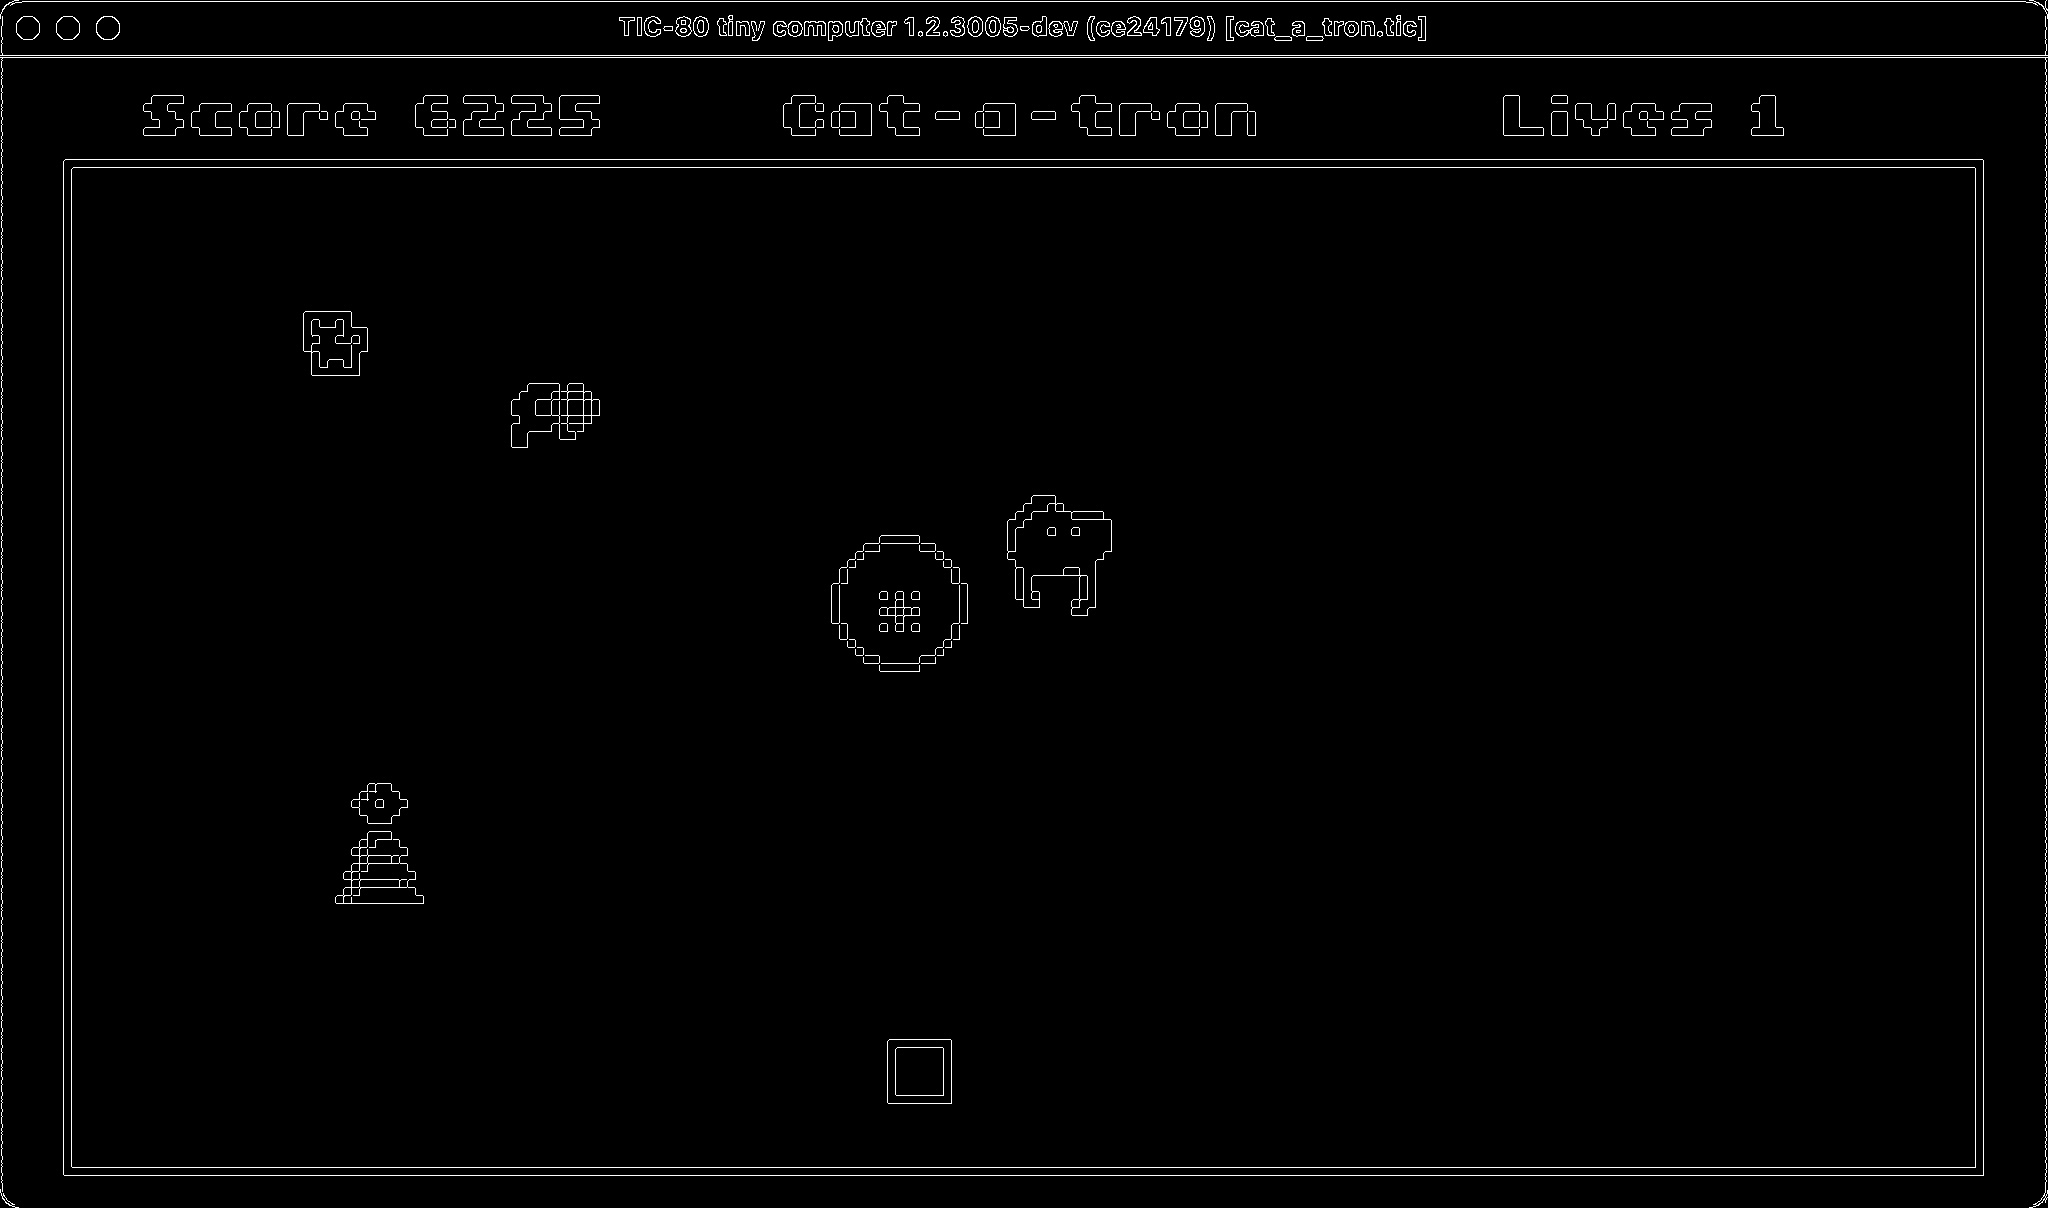 TIC-80 tiny computer 1.2.3005-dev (ce24179) [cat_a_tron.tic]
Score 6225 Cat-a-tron Lives 1